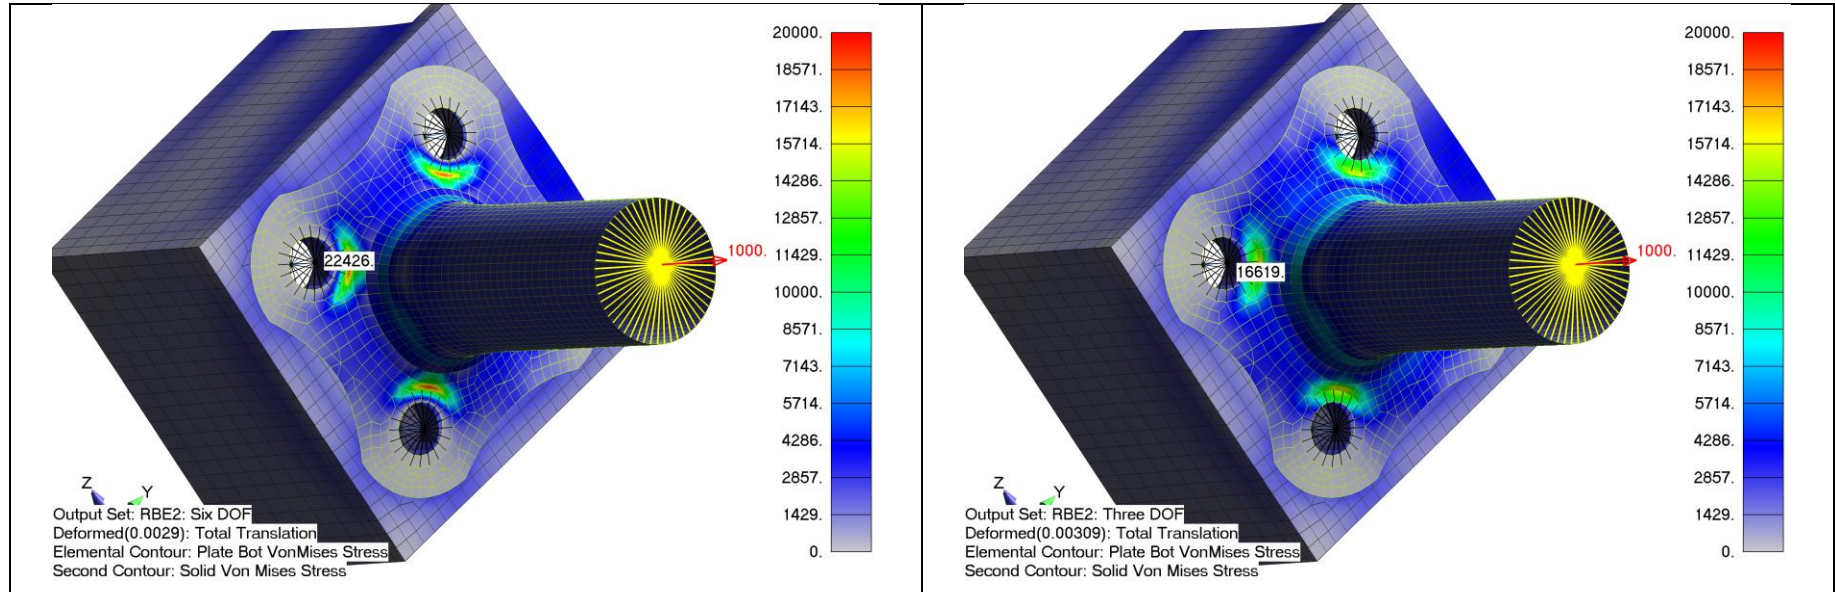 20000.
18571.
17143.
15714.
14286.
12857.
11429.
10000.
8571.
7143.
5714.
4286.
2857.
1429.
0.
22426.
1000.
Z
Y
Output Set: RBE2: Six DOF
Deformed(0.0029): Total Translation
Elemental Contour: Plate Bot VonMises Stress
Second Contour: Solid Von Mises Stress
20000.
18571.
17143.
15714.
14286.
12857.
11429.
10000.
8571.
7143.
5714.
4286.
2857.
1429.
0.
16619.
1000.
Z
Y
Output Set: RBE2: Three DOF
Deformed(0.00309): Total Translation
Elemental Contour: Plate Bot VonMises Stress
Second Contour: Solid Von Mises Stress